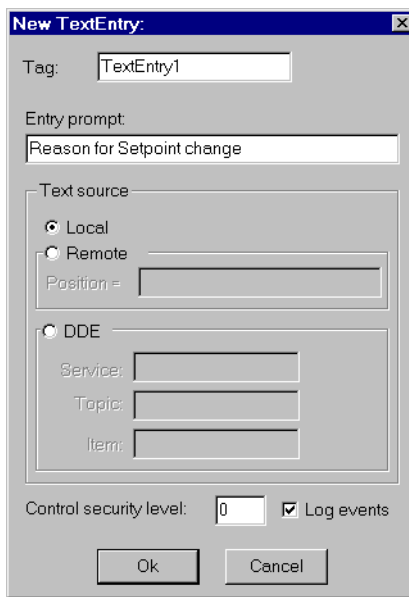 New TextEntry:
Tag: TextEntry1
Entry prompt:
Reason for Setpoint change
Text source
Local
Remote
Position =
DDE
Service:
Topic:
Item:
Control security level: 0 Log events
Ok Cancel